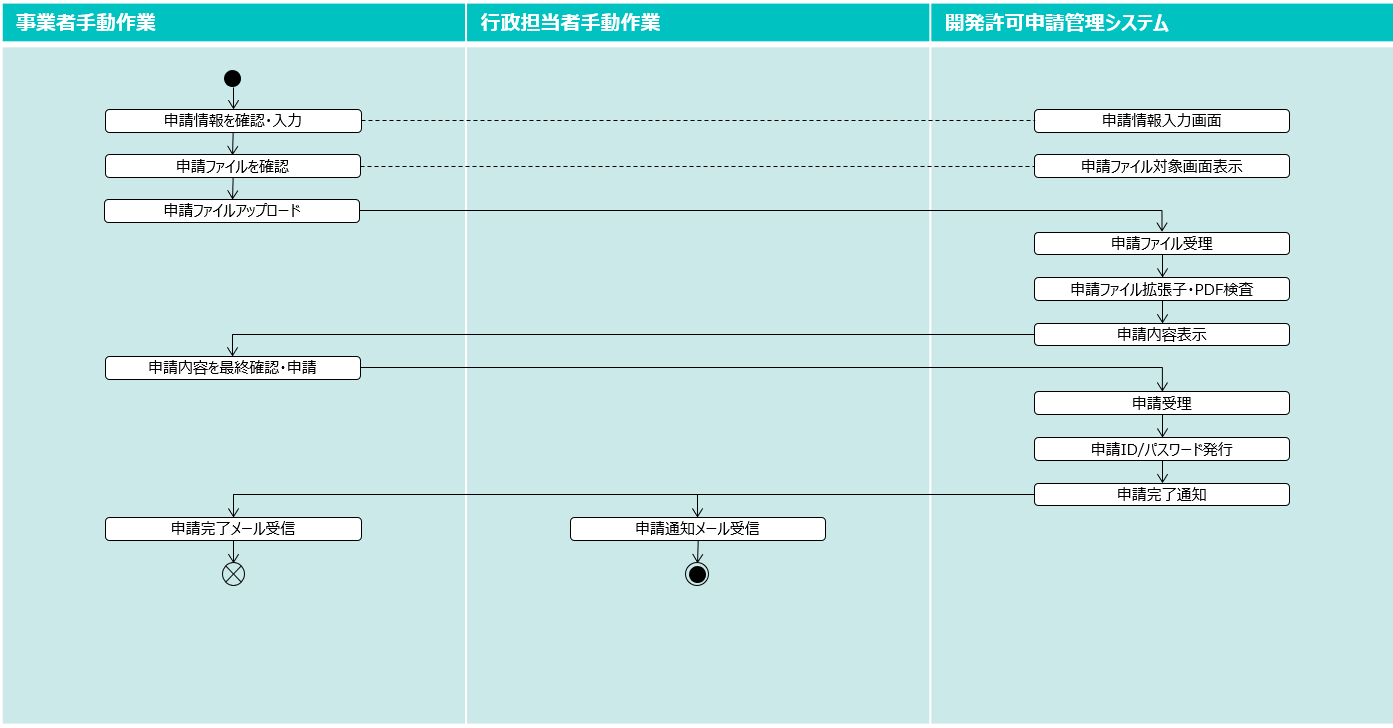 事業者手動作業
行政担当者手動作業
開発許可申請管理システム
申請情報を確認・入力
申請情報入力画面
申請ファイルを確認
申請ファイル対象画面表示
申請ファイルアップロード
申請ファイル受理
申請ファイル拡張子・PDF検査
申請内容表示
申請内容を最終確認・申請
申請受理
申請ID/パスワード発行
申請完了通知
申請完了メール受信
申請通知メール受信